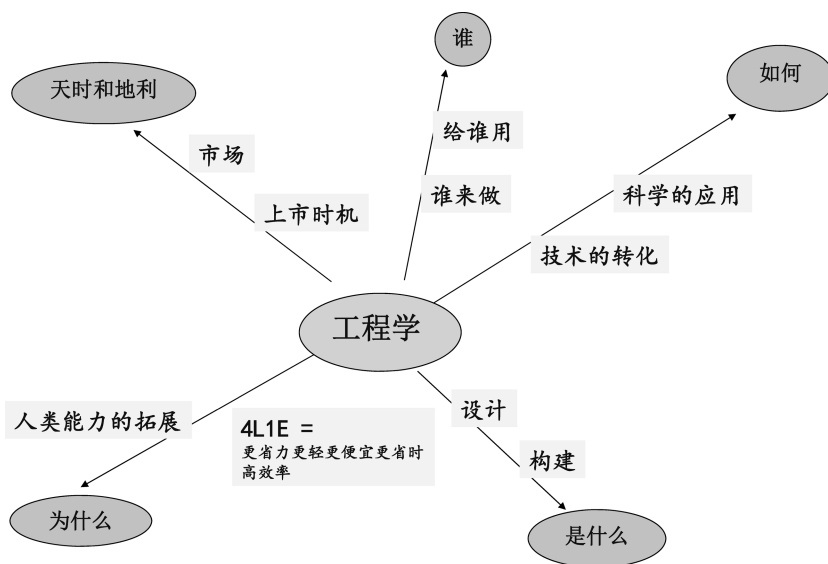 谁
天时和地利
如何
给谁用
市场
谁来做
科学的应用
上市时机
技术的转化
工程学
人类能力的拓展
设计
4L1E =
更省力更轻更便宜更省时
高效率
构建
为什么
是什么